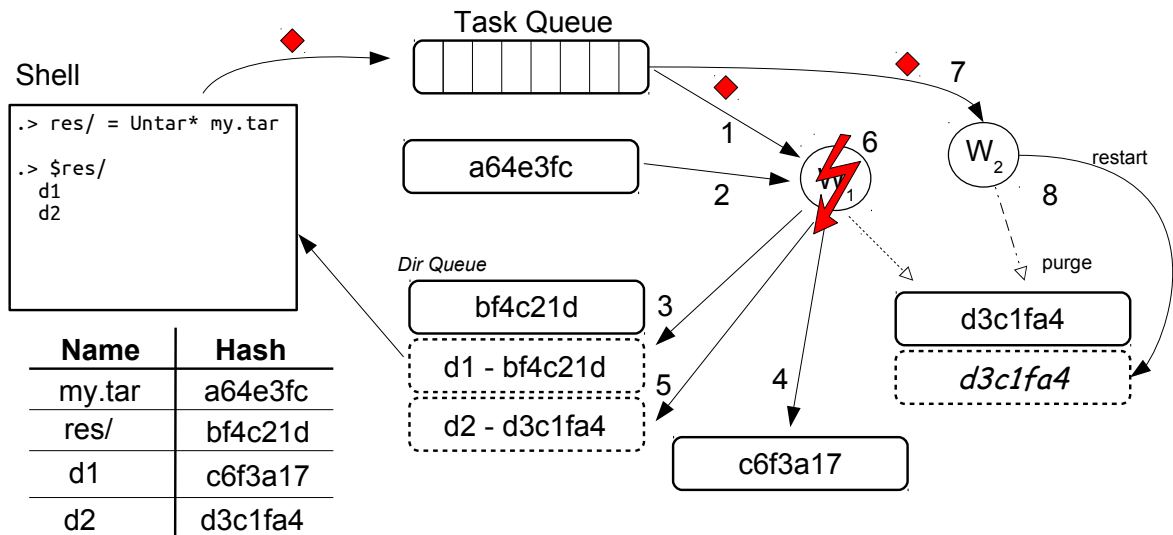 Task Queue
Shell
.> res/ = Untar* my.tar
.> $res/
d1
d2
1
7
a64e3fc
2
6
W1
W2
restart
8
purge
Dir Queue
bf4c21d
3
d1 - bf4c21d
5
d2 - d3c1fa4
4
c6f3a17
d3c1fa4
d3c1fa4
Name Hash
my.tar a64e3fc
res/ bf4c21d
d1 c6f3a17
d2 d3c1fa4